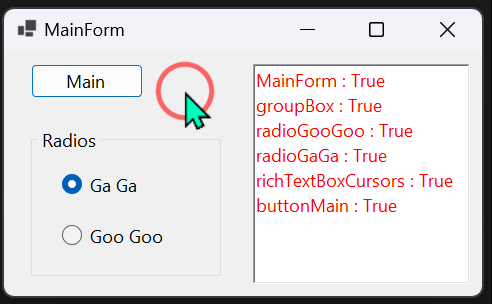 MainForm
Main
Radios
Ga Ga
Goo Goo
MainForm : True
groupBox : True
radioGooGoo : True
radioGaGa : True
richTextBoxCursors : True
buttonMain : True